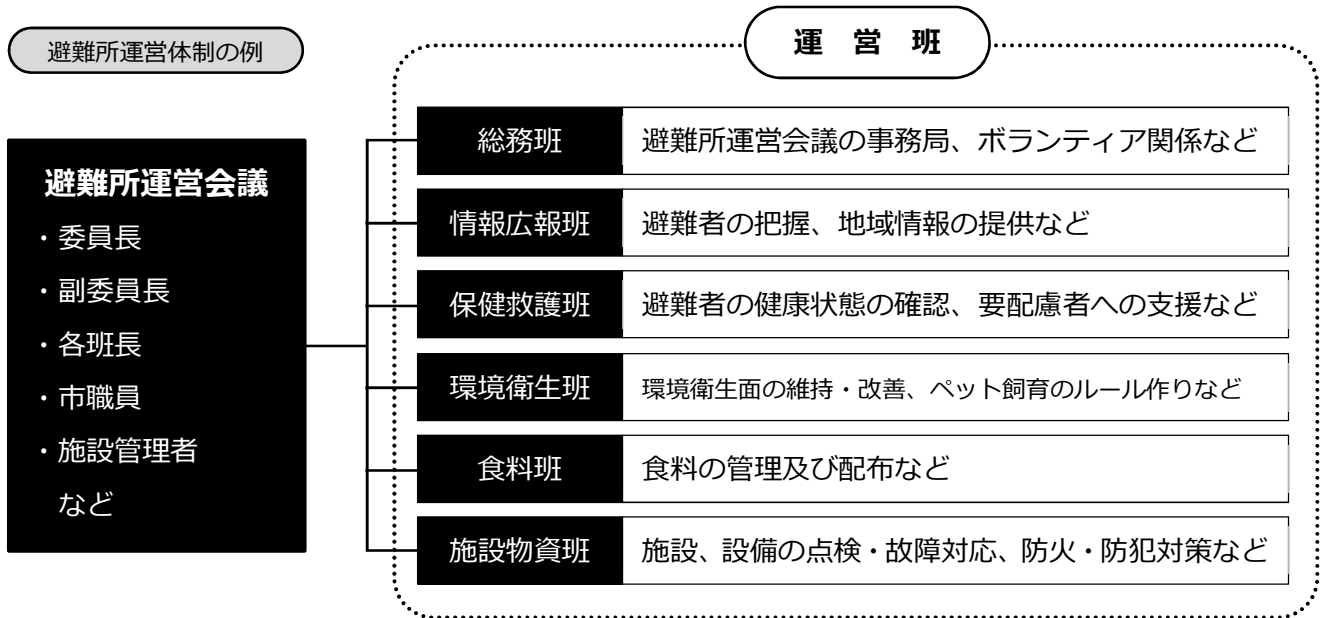 避難所運営体制の例
運営班
避難所運営会議
・委員長
・副委員長
・各班長
・市職員
・施設管理者
など
総務班 避難所運営会議の事務局、ボランティア関係など
情報広報班 避難者の把握、地域情報の提供など
保健救護班 避難者の健康状態の確認、要配慮者への支援など
環境衛生班 環境衛生面の維持・改善、ペット飼育のルール作りなど
食料班 食料の管理及び配布など
施設物資班 施設、設備の点検・故障対応、防火・防犯対策など